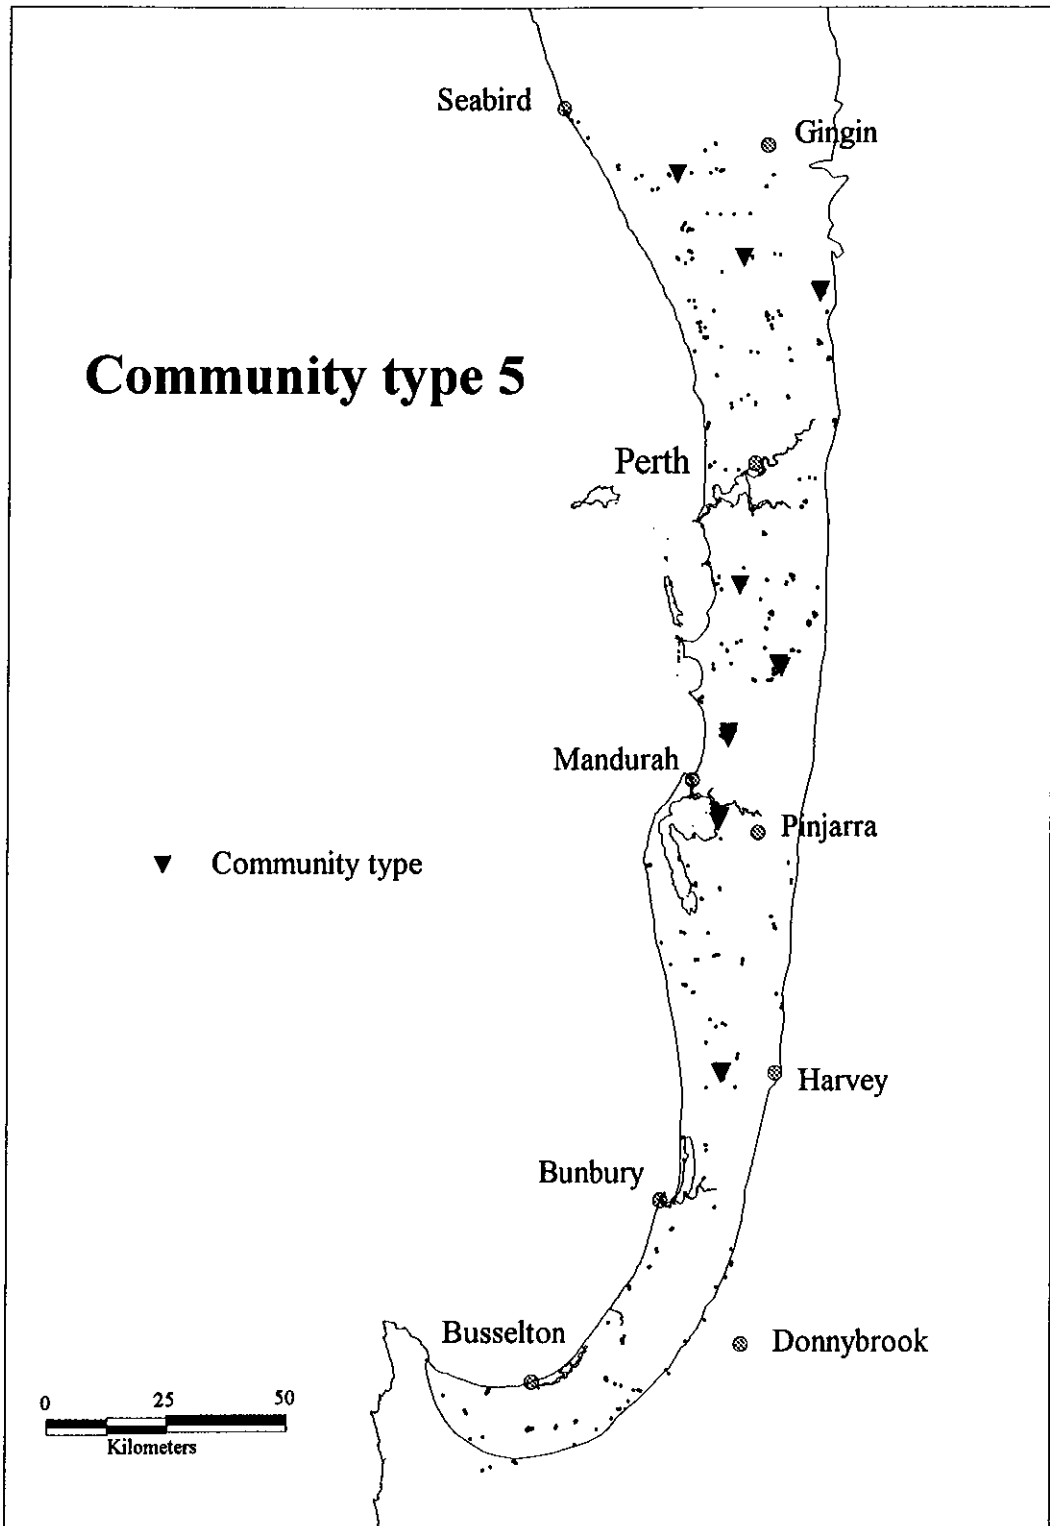 Seabird
Gingin
Community type 5
Perth
Mandurah
Pinjarra
Community type
Harvey
Bunbury
Busselton
Donnybrook
0 25 50
Kilometers